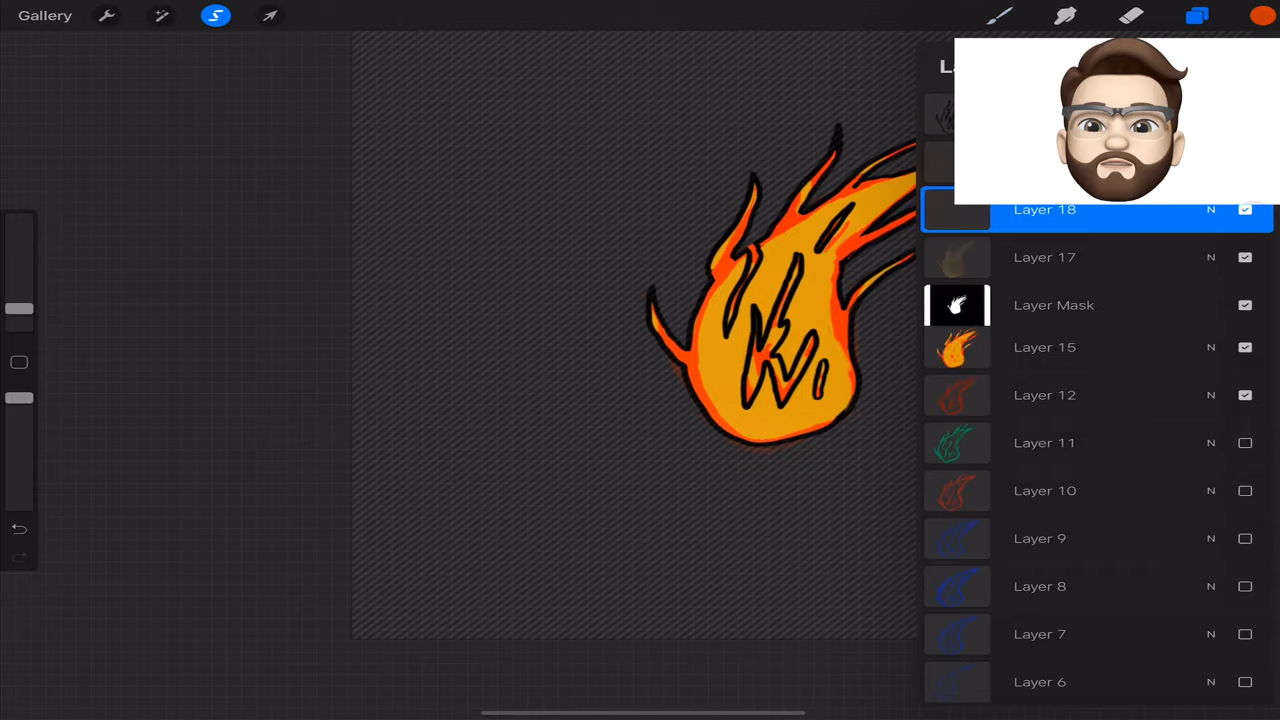 Gallery
Layer 18 N
Layer 17 N
Layer Mask
Layer 15 N
Layer 12 N
Layer 11 N
Layer 10 N
Layer 9 N
Layer 8 N
Layer 7 N
Layer 6 N